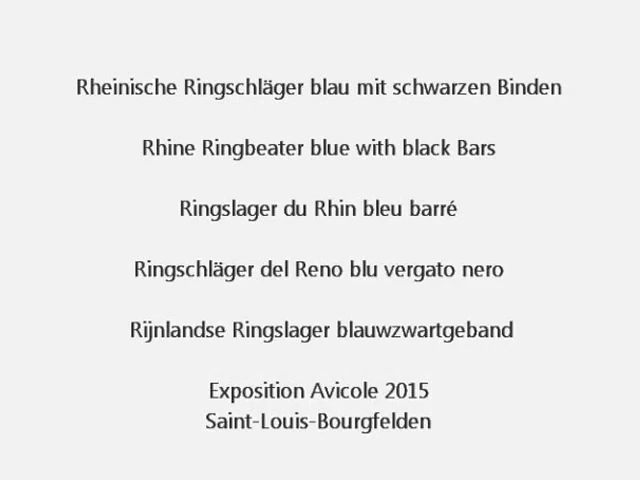 Rheinische Ringschläger blau mit schwarzen Binden
Rhine Ringbeater blue with black Bars
Ringslager du Rhin bleu barré
Ringschläger del Reno blu vergato nero
Rijnlandse Ringslager blauwzwartgeband
Exposition Avicole 2015
Saint-Louis-Bourgfelden